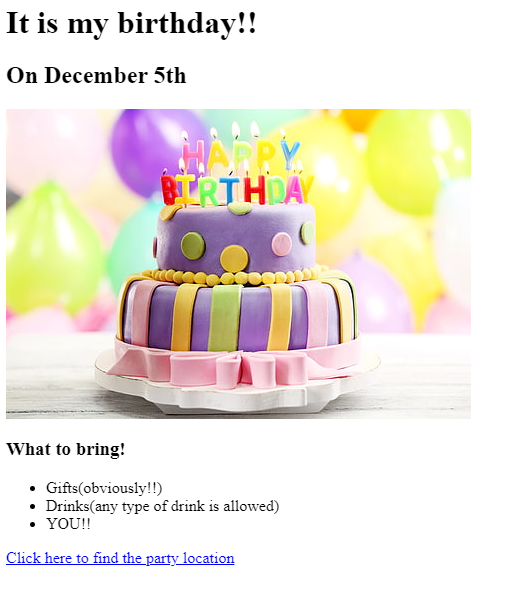 It is my birthday!!
On December 5th
HAPPY
BIRTHDAY
What to bring!
Gifts(obviously!!)
Drinks(any type of drink is allowed)
YOU!!
Click here to find the party location